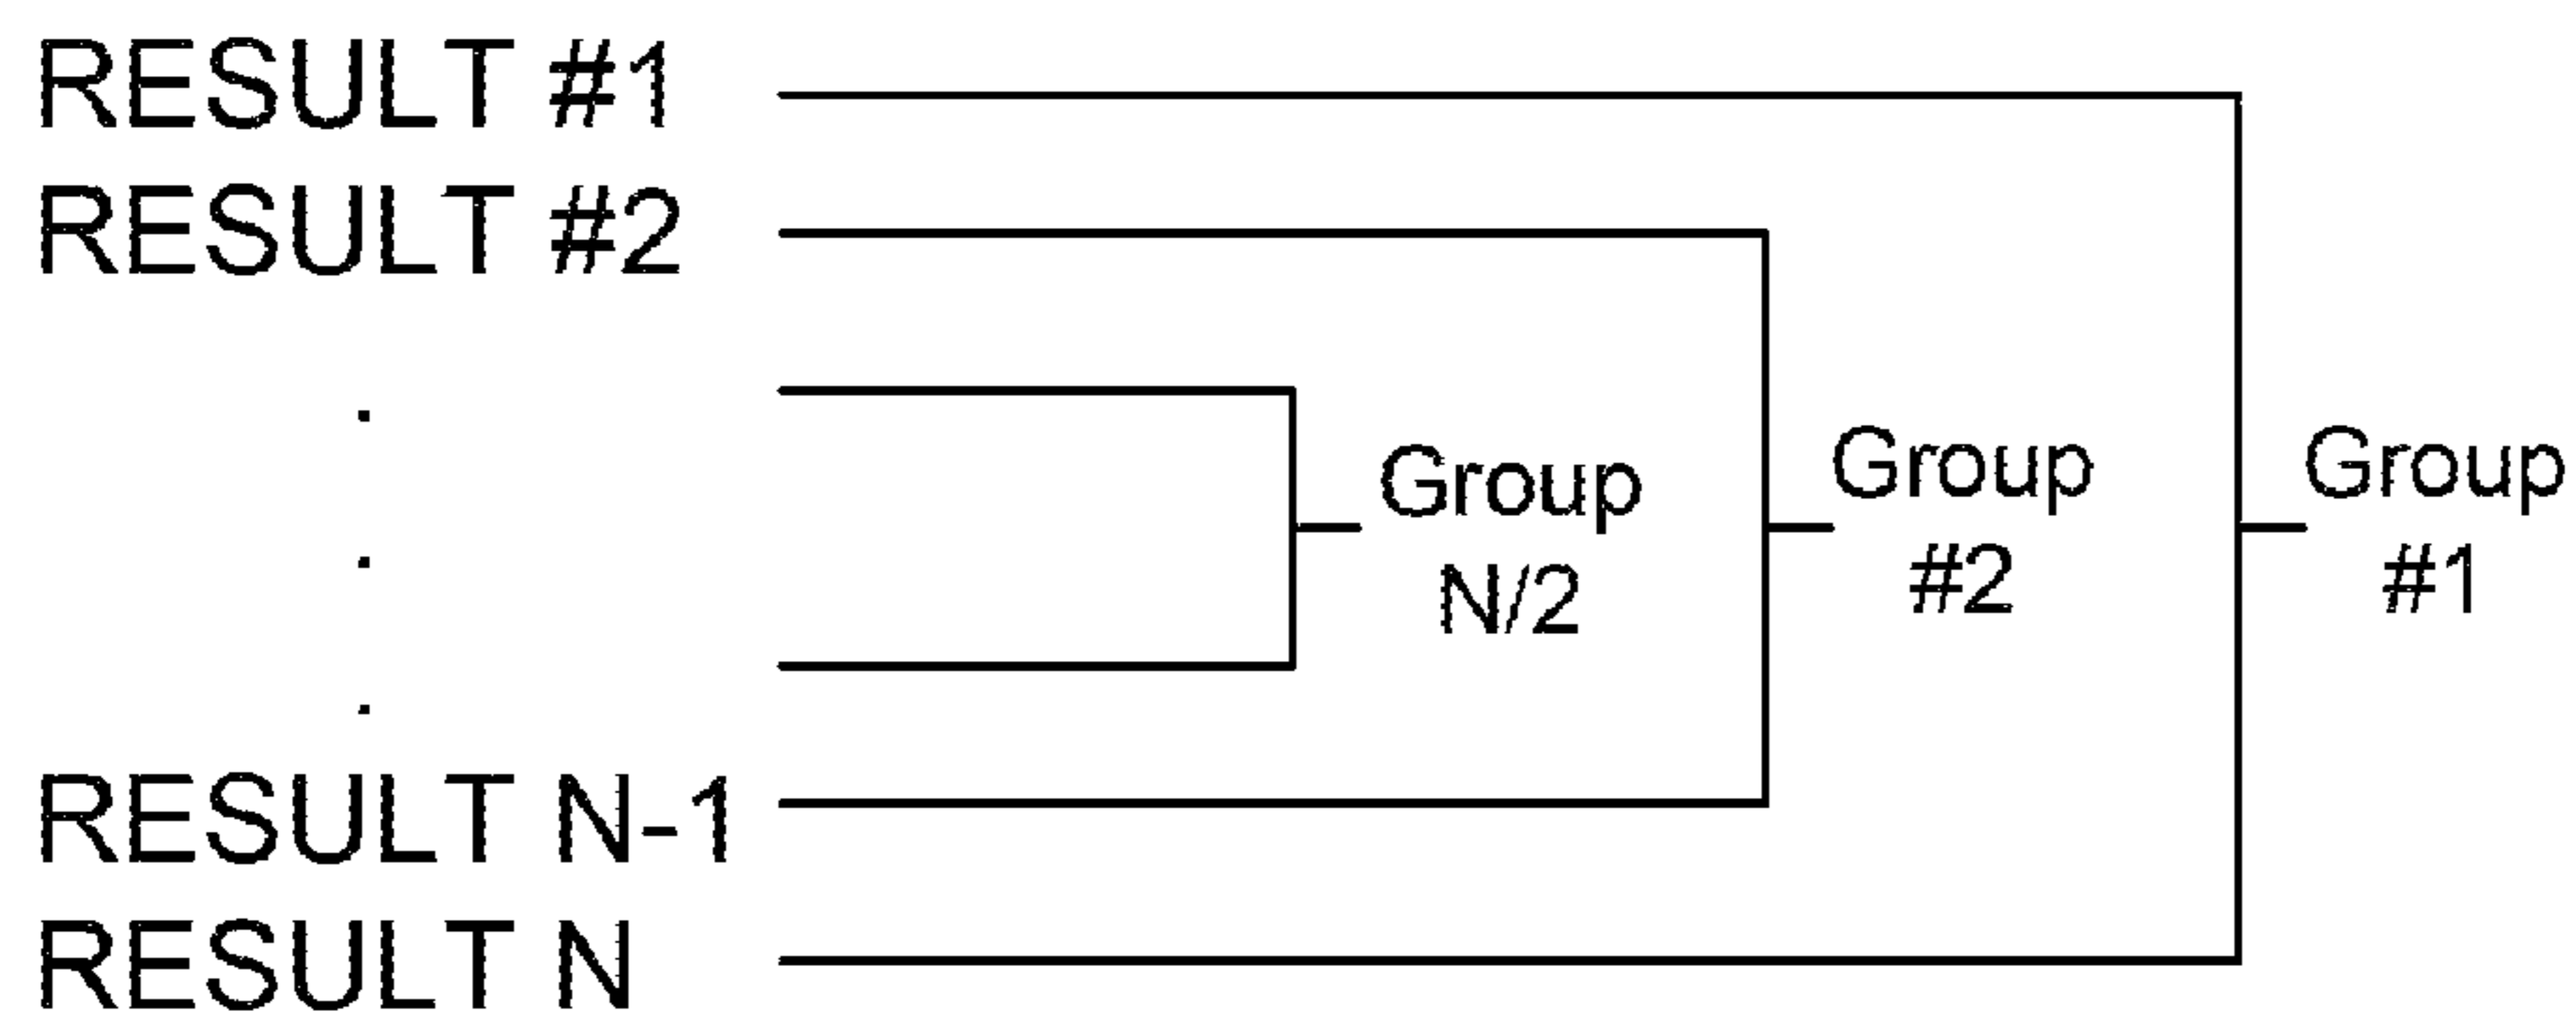 RESULT #1
RESULT #2
.
.
.
RESULT N-1
RESULT N
Group
N/2
Group
#2
Group
#1